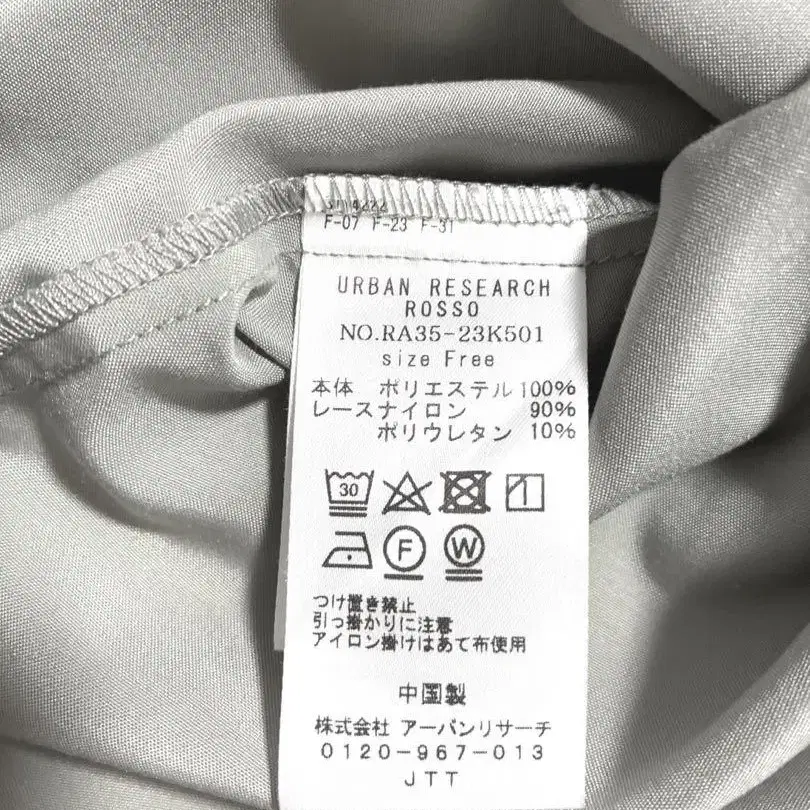 F-07 F-23 F-31
URBAN RESEARCH
ROSSO
NO.RA35-23K501
size Free
本体 ポリエステル 100%
レースナイロン 90%
ポリウレタン 10%
30
F W
つけ置き禁止
引っ掛かりに注意
アイロン掛けはあて布使用
中国製
株式会社 アーバンリサーチ
0120-967-013
JTT